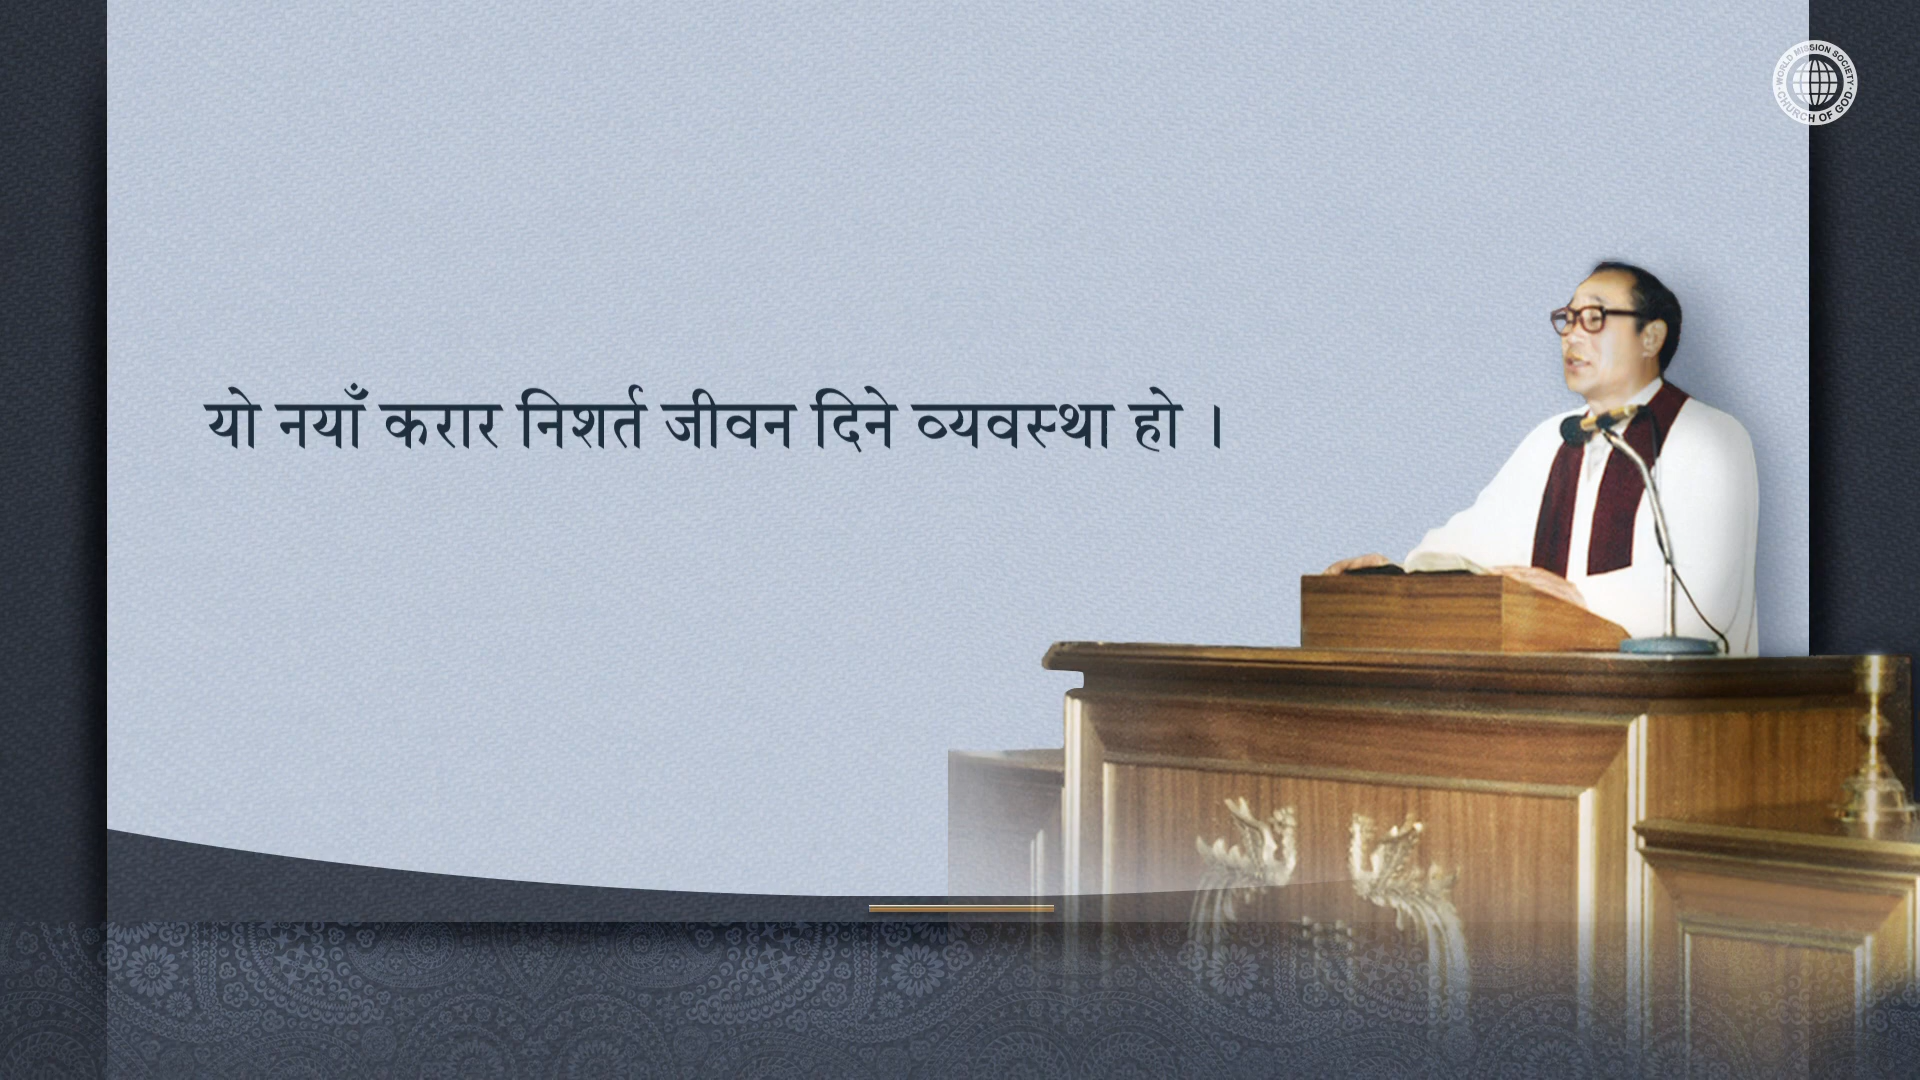 यो नयाँ करार निशर्त जीवन दिने व्यवस्था हो ।
WORLD MISSION SOCIETY
CHURCH OF GOD